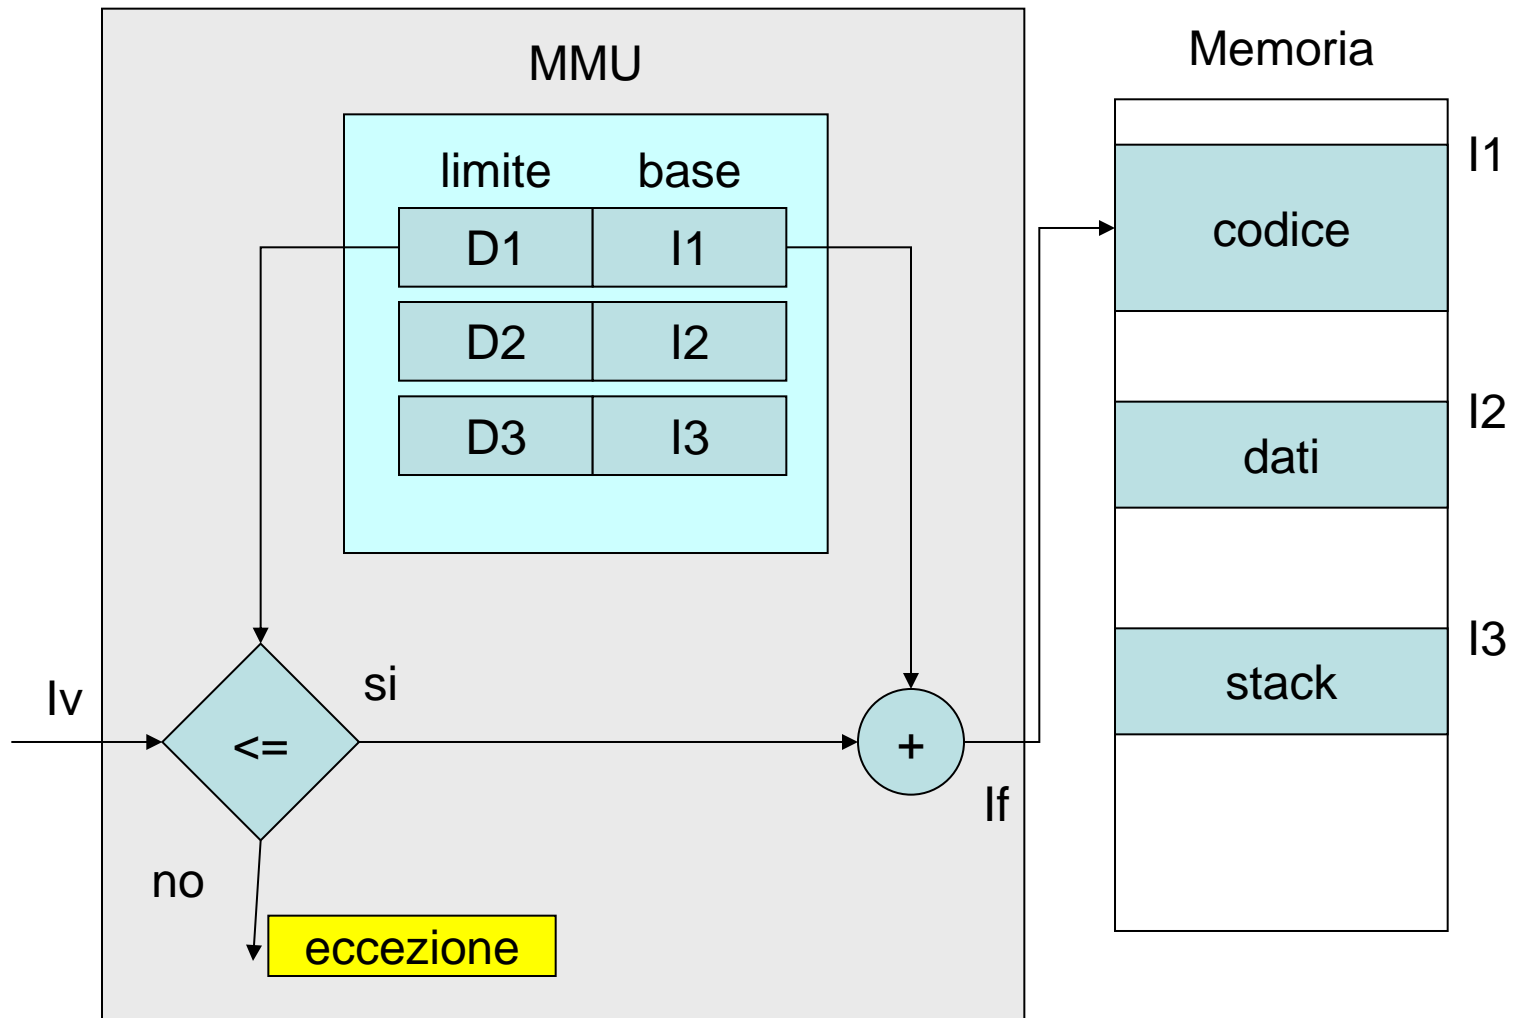 MMU
Memoria
limite base
D1 I1
D2 I2
D3 I3
codice
I1
dati
I2
stack
I3
Iv
<=
si
+
If
no
eccezione